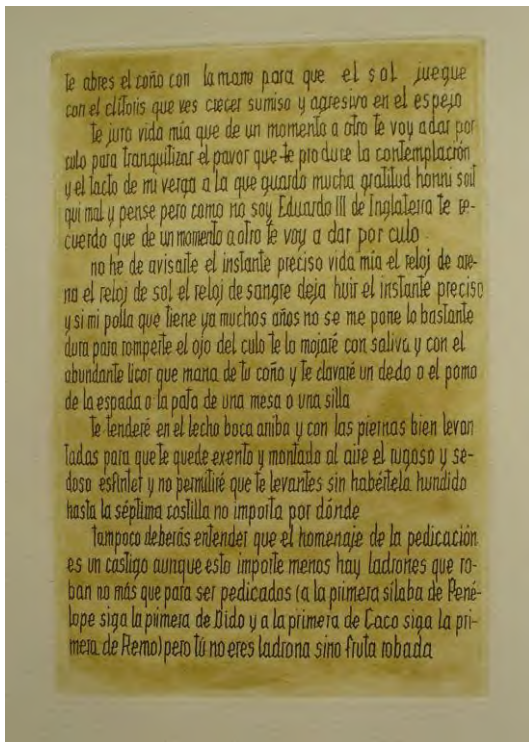 te abres el coño con la mano para que el sol juegue
con el clítoris que ves crecer sumiso y agresivo en el espejo
te juro vida mía que de un momento a otro te voy a dar por
culo para tranquilizar el pavor que te produce la contemplación
y el tacto de mi verga a la que guardo mucha gratitud honni soit
qui mal y pense pero como no soy Eduardo III de Inglaterra te re-
cuerdo que de un momento a otro te voy a dar por culo
no he de avisarte el instante preciso vida mía el reloj de are-
na el reloj de sol el reloj de sangre deja huir el instante preciso
y si mi polla que tiene ya muchos años no se me pone lo bastante
dura para romperte el ojo del culo te lo mojaré con saliva y con el
abundante licor que mana de tu coño y te clavaré un dedo o el pomo
de la espada o la pata de una mesa o una silla
te tenderé en el lecho boca arriba y con las piernas bien levan
tadas para que te quede exento y montado al aire el rugoso y se-
doso esfínter y no permitiré que te levantes sin habértela hundido
hasta la séptima costilla no importa por dónde
tampoco deberás entender que el homenaje de la pedicación
es un castigo aunque esto importe menos hay ladrones que ro-
ban no más que para ser pedicados (a la primera sílaba de Pené-
lope siga la primera de Dido y a la primera de Caco siga la pri-
mera de Remo) pero tú no eres ladrona sino fruta robada